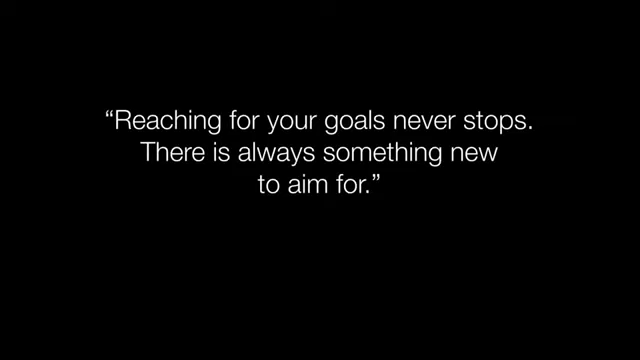 “Reaching for your goals never stops.
There is always something new
to aim for.”